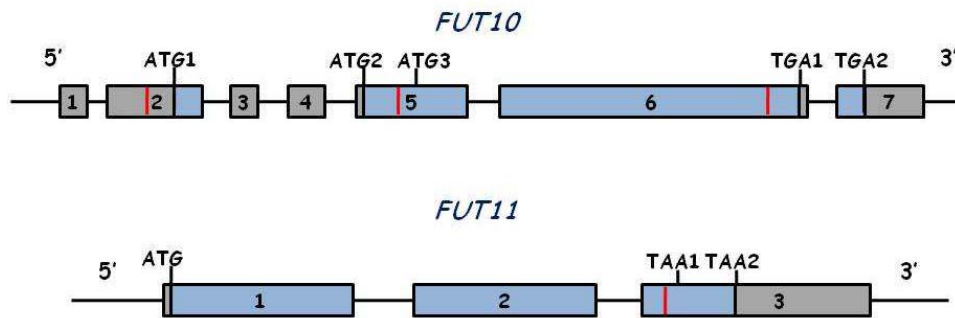 FUT10
5' ATG1 ATG2 ATG3 TGA1 TGA2 3'
1 2 3 4 5 6 7
FUT11
5' ATG TAA1 TAA2 3'
1 2 3